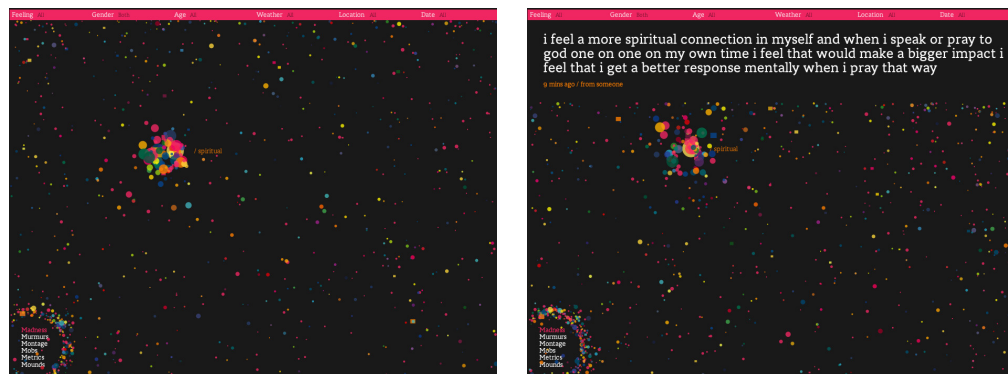 Feeling Gender Age Weather Location Date
/ spiritual
Madness
Murmurs
Montage
Mobs
Metrics
Mounds
Feeling Gender Age Weather Location Date
i feel a more spiritual connection in myself and when i speak or pray to
god one on one on my own time i feel that would make a bigger impact i
feel that i get a better response mentally when i pray that way
9 mins ago / from someone
spiritual
Madness
Murmurs
Montage
Mobs
Metrics
Mounds